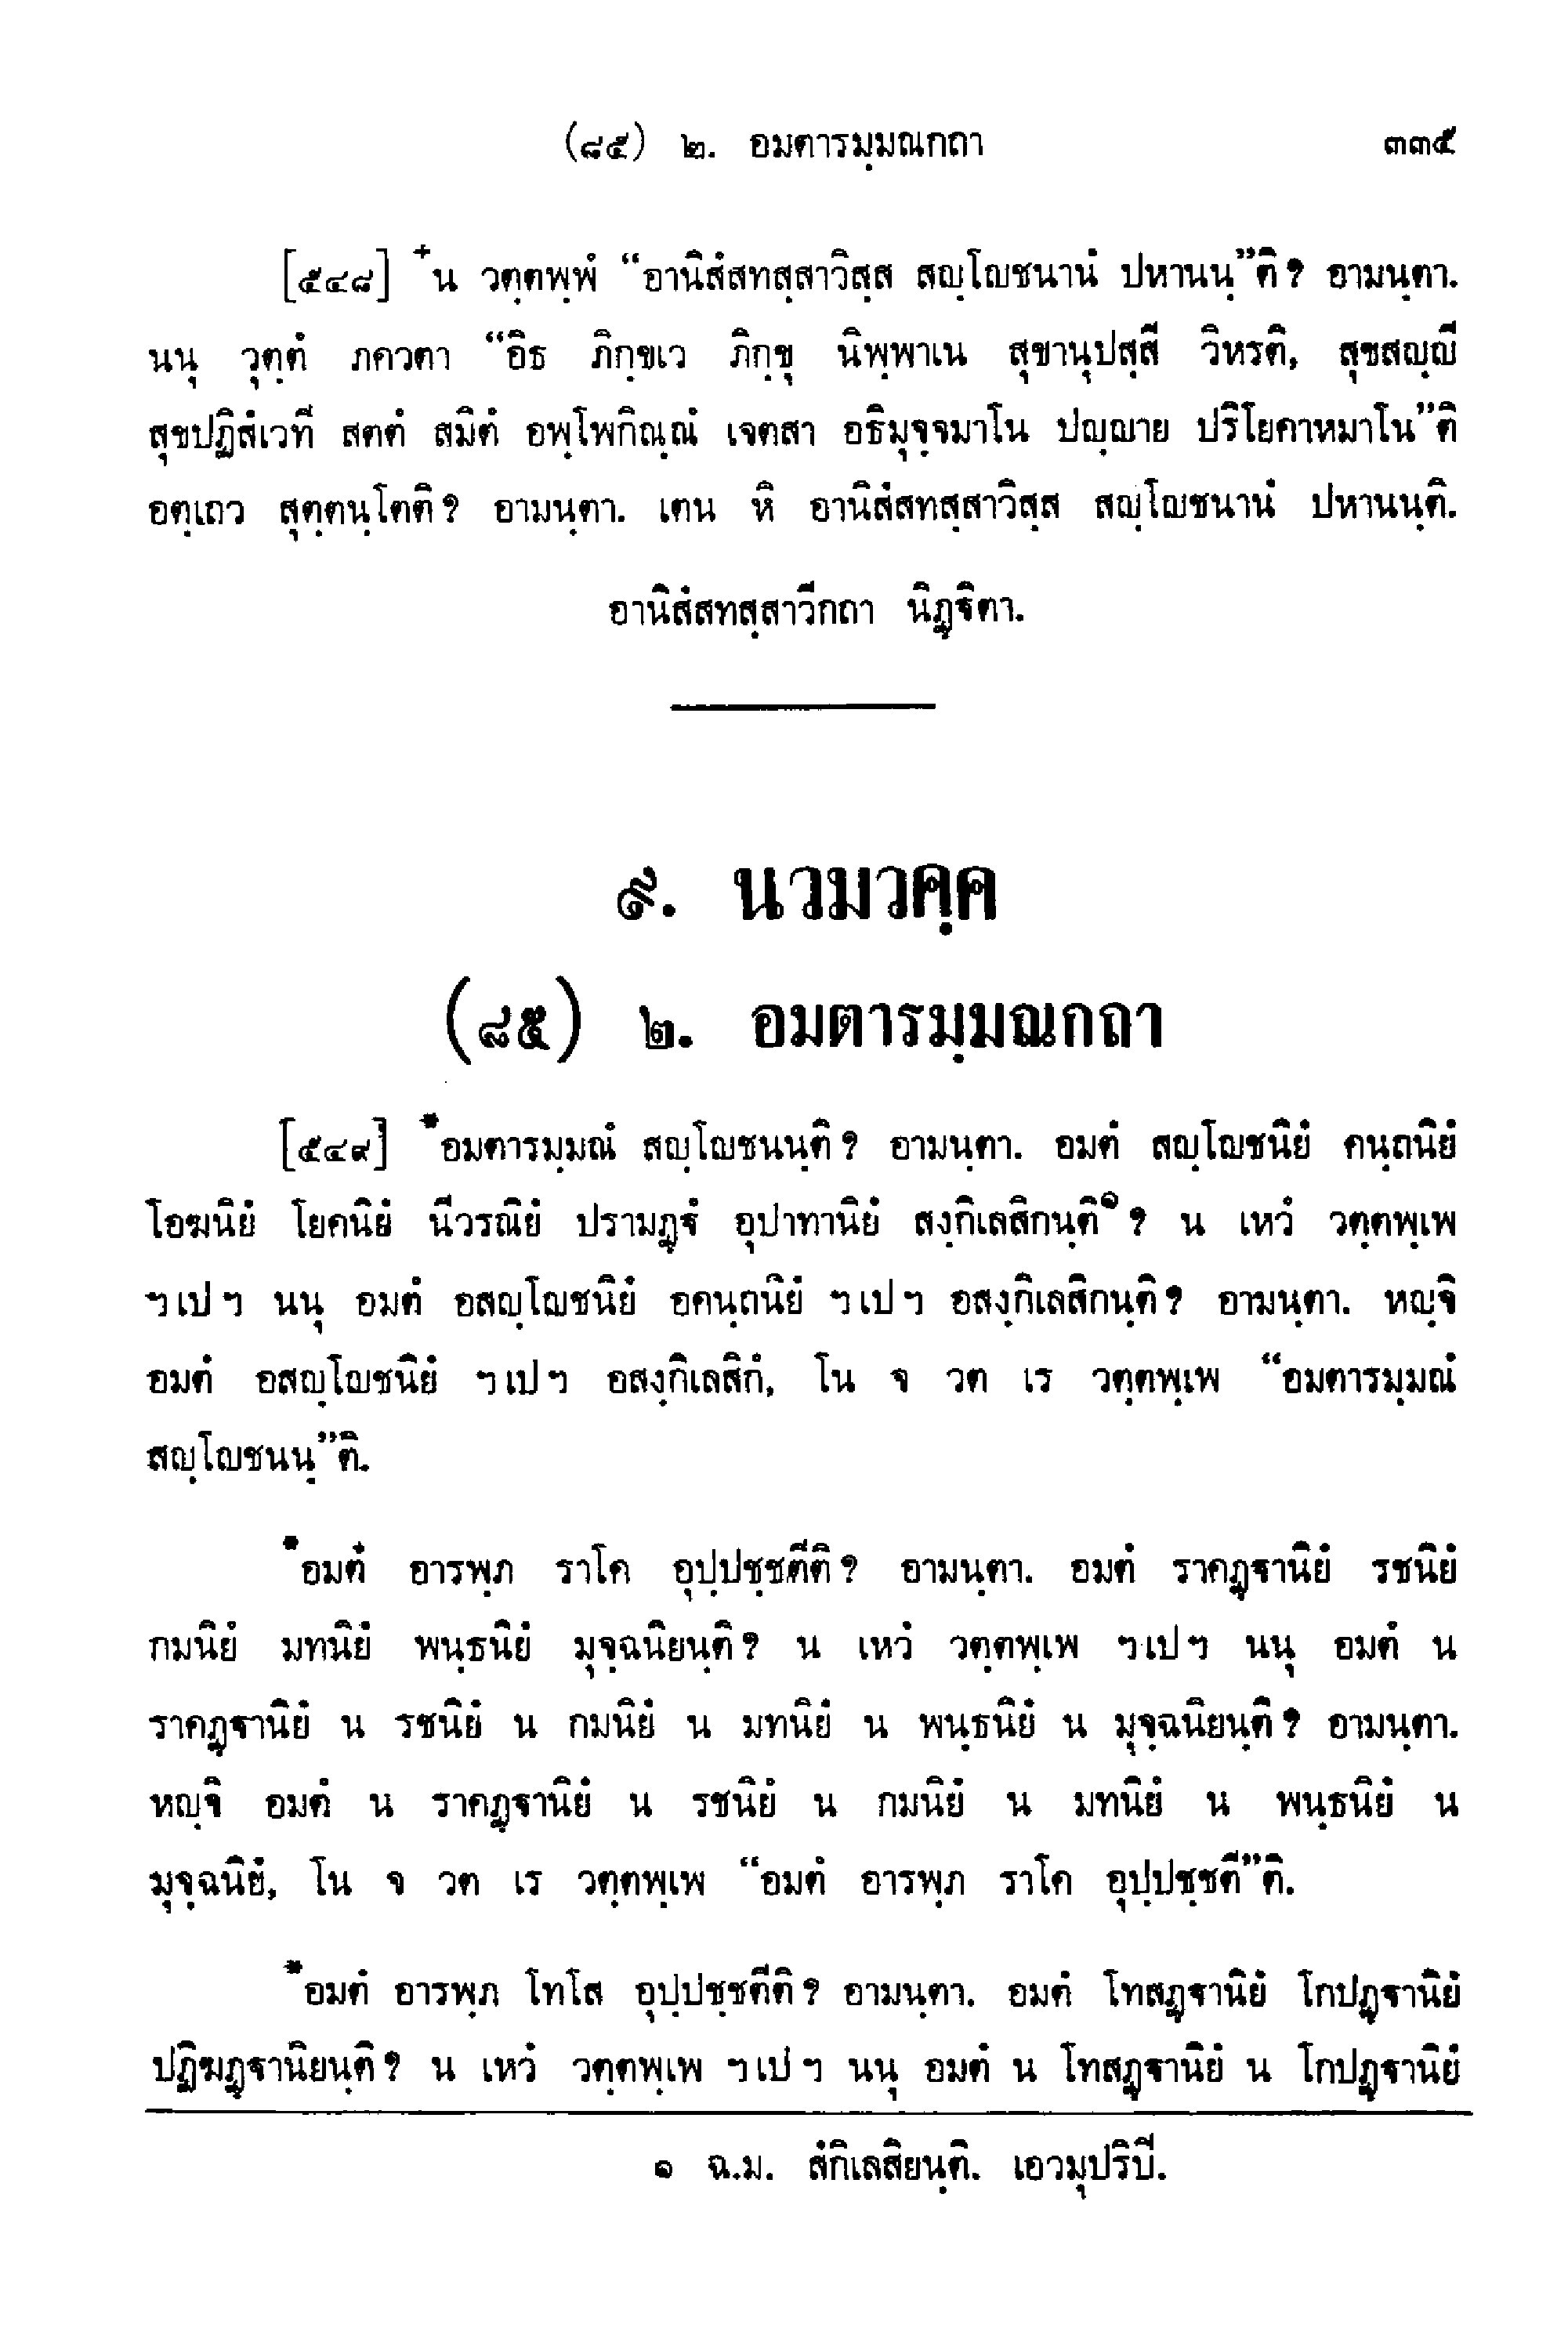 (๘๕) ๒. อมตารมฺมณกถา ๓๓๕
[๕๔๘] ⁺น วตฺตพฺพํ “อานิสํสทสฺสาวิสฺส สญฺโญชนานํ ปหานนฺ”ติ? อามนฺตา.
นนุ วุตฺตํ ภควตา “อิธ ภิกฺขเว ภิกฺขุ นิพฺพาเน สุขานุปสฺสี วิหรติ, สุขสญฺญี
สุขปฏิสํเวที สตตํ สมิตํ อพฺโพกิณฺณํ เจตสา อธิมุจฺจมาโน ปญฺญาย ปริโยคาหมาโน”ติ
อตฺเถว สุตฺตนฺโตติ? อามนฺตา. เตน หิ อานิสํสทสฺสาวิสฺส สญฺโญชนานํ ปหานนฺติ.
อานิสํสทสฺสาวีกถา นิฏฺฐิตา.
๙. นวมวคฺค
(๘๕) ๒. อมตารมฺมณกถา
[๕๔๙] *อมตารมฺมณํ สญฺโญชนนฺติ? อามนฺตา. อมตํ สญฺโญชนิยํ คนฺถนิยํ
โอฆนิยํ โยคนิยํ นีวรณิยํ ปรามฏฺฐํ อุปาทานิยํ สงฺกิเลสิกนฺติ๑? น เหวํ วตฺตพฺเพ
ฯเปฯ นนุ อมตํ อสญฺโญชนิยํ อคนฺถนิยํ ฯเปฯ อสงฺกิเลสิกนฺติ? อามนฺตา. หญฺจิ
อมตํ อสญฺโญชนิยํ ฯเปฯ อสงฺกิเลสิกํ, โน จ วต เร วตฺตพฺเพ “อมตารมฺมณํ
สญฺโญชนนฺ”ติ.
*อมตํ อารพฺภ ราโค อุปฺปชฺชตีติ? อามนฺตา. อมตํ ราคฏฺฐานิยํ รชนิยํ
กมนิยํ มทนิยํ พนฺธนิยํ มุจฺฉนิยนฺติ? น เหวํ วตฺตพฺเพ ฯเปฯ นนุ อมตํ น
ราคฏฺฐานิยํ น รชนิยํ น กมนิยํ น มทนิยํ น พนฺธนิยํ น มุจฺฉนิยนฺติ? อามนฺตา.
หญฺจิ อมตํ น ราคฏฺฐานิยํ น รชนิยํ น กมนิยํ น มทนิยํ น พนฺธนิยํ น
มุจฺฉนิยํ, โน จ วต เร วตฺตพฺเพ “อมตํ อารพฺภ ราโค อุปฺปชฺชตี”ติ.
*อมตํ อารพฺภ โทโส อุปฺปชฺชตีติ? อามนฺตา. อมตํ โทสฏฺฐานิยํ โกปฏฺฐานิยํ
ปฏิฆฏฺฐานิยนฺติ? น เหวํ วตฺตพฺเพ ฯเปฯ นนุ อมตํ น โทสฏฺฐานิยํ น โกปฏฺฐานิยํ
๑ ฉ.ม. สํกิเลสิยนฺติ. เอวมุปริปี.